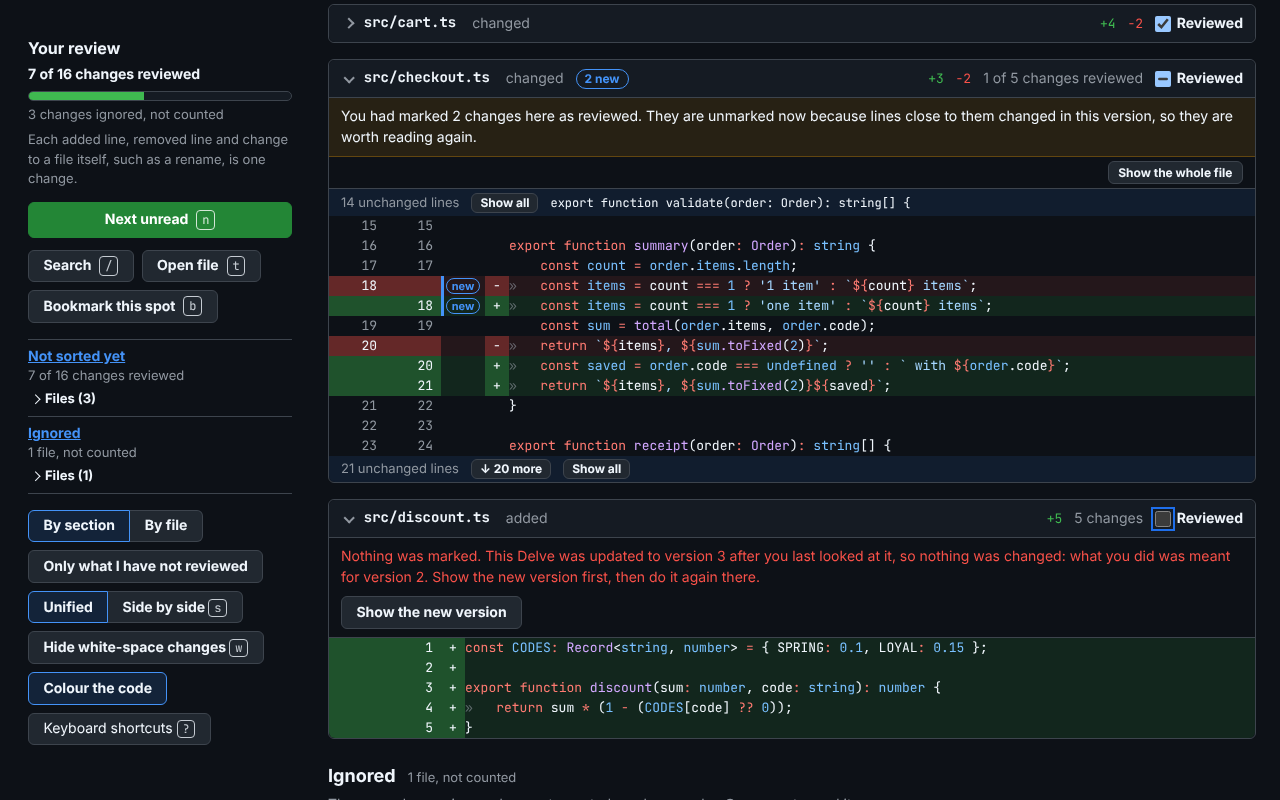 Your review
7 of 16 changes reviewed
3 changes ignored, not counted
Each added line, removed line and change
to a file itself, such as a rename, is one
change.
Next unread n
Search /
Open file t
Bookmark this spot b
Not sorted yet
7 of 16 changes reviewed
Files (3)
Ignored
1 file, not counted
Files (1)
By section
By file
Only what I have not reviewed
Unified
Side by side s
Hide white-space changes w
Colour the code
Keyboard shortcuts ?
src/cart.ts changed +4 -2 Reviewed
src/checkout.ts changed 2 new +3 -2 1 of 5 changes reviewed Reviewed
You had marked 2 changes here as reviewed. They are unmarked now because lines close to them changed in this version, so they are
worth reading again.
Show the whole file
14 unchanged lines Show all export function validate(order: Order): string[] {
15 15
16 16 export function summary(order: Order): string {
17 17 const count = order.items.length;
18 new - » const items = count === 1 ? '1 item' : `${count} items`;
18 new + » const items = count === 1 ? 'one item' : `${count} items`;
19 19 const sum = total(order.items, order.code);
20 - » return `${items}, ${sum.toFixed(2)}`;
20 + » const saved = order.code === undefined ? '' : ` with ${order.code}`;
21 + » return `${items}, ${sum.toFixed(2)}${saved}`;
21 22 }
22 23
23 24 export function receipt(order: Order): string[] {
21 unchanged lines ↓ 20 more Show all
src/discount.ts added +5 5 changes Reviewed
Nothing was marked. This Delve was updated to version 3 after you last looked at it, so nothing was changed: what you did was meant
for version 2. Show the new version first, then do it again there.
Show the new version
1 + const CODES: Record<string, number> = { SPRING: 0.1, LOYAL: 0.15 };
2 +
3 + export function discount(sum: number, code: string): number {
4 + » return sum * (1 - (CODES[code] ?? 0));
5 + }
Ignored 1 file, not counted